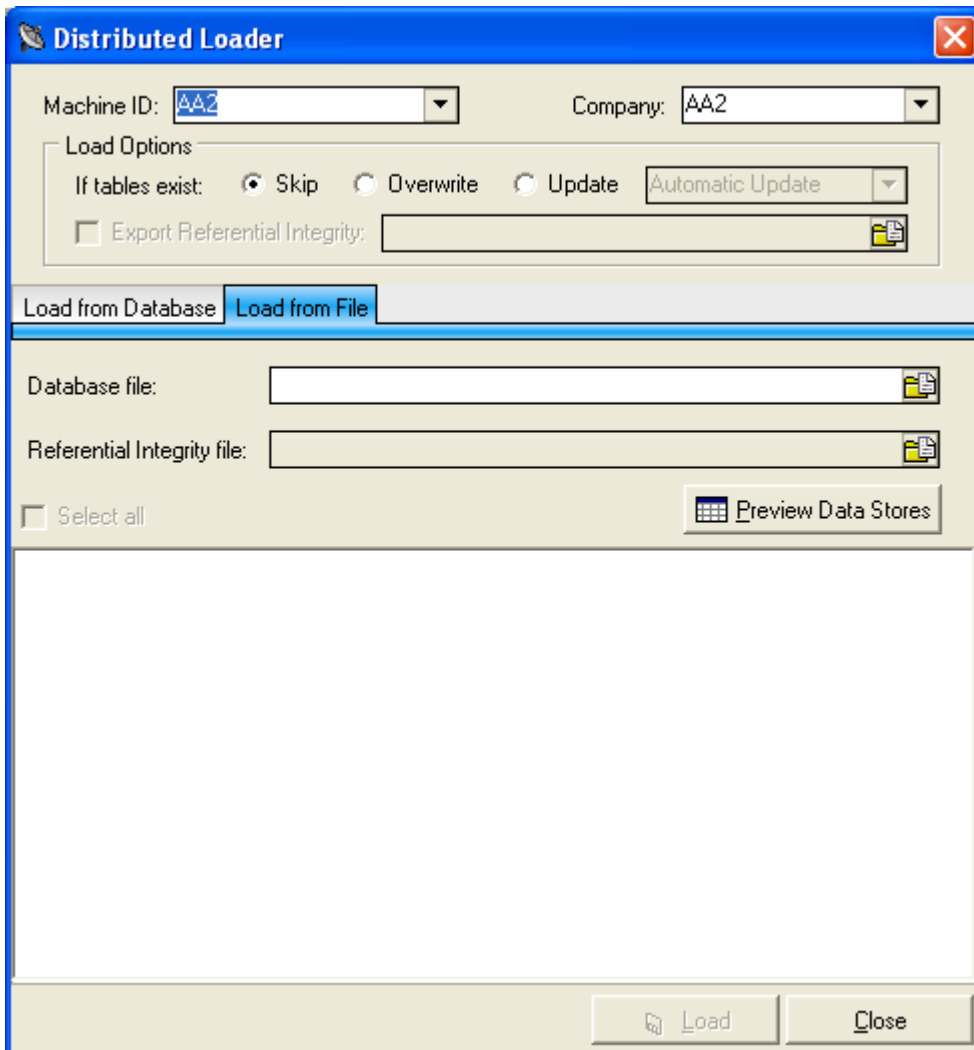 Distributed Loader
Machine ID: AA2 Company: AA2
Load Options
If tables exist: Skip Overwrite Update Automatic Update
Export Referential Integrity:
Load from Database Load from File
Database file:
Referential Integrity file:
Select all Preview Data Stores
Load Close